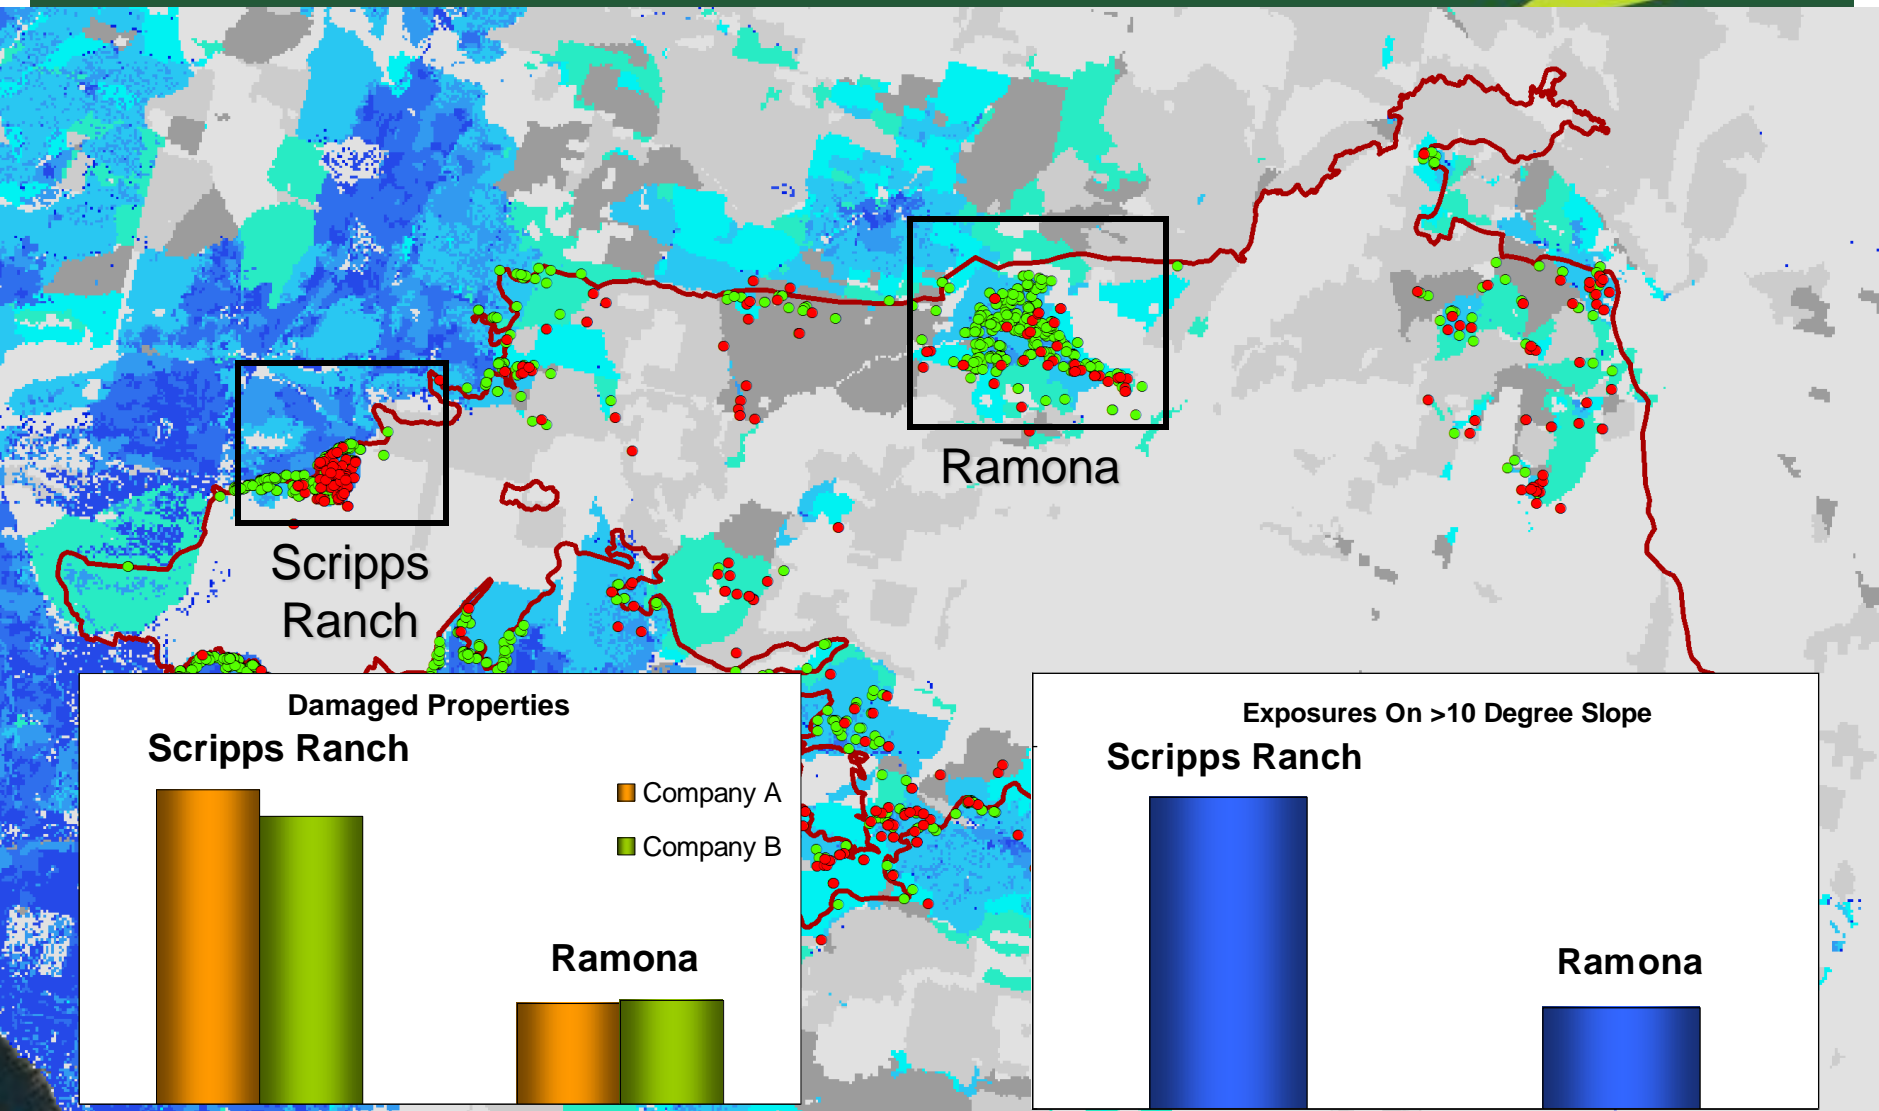 Ramona
Scripps
Ranch
Damaged Properties
Scripps Ranch
Company A
Company B
Ramona
Exposures On >10 Degree Slope
Scripps Ranch
Ramona